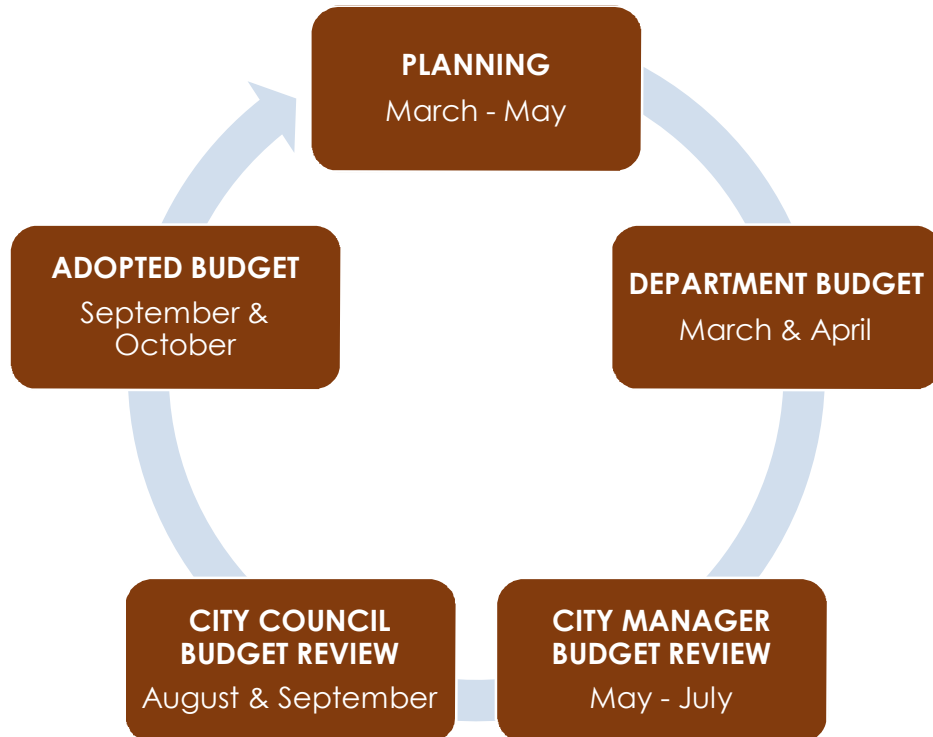 PLANNING
March - May
DEPARTMENT BUDGET
March & April
CITY MANAGER
BUDGET REVIEW
May - July
CITY COUNCIL
BUDGET REVIEW
August & September
ADOPTED BUDGET
September &
October